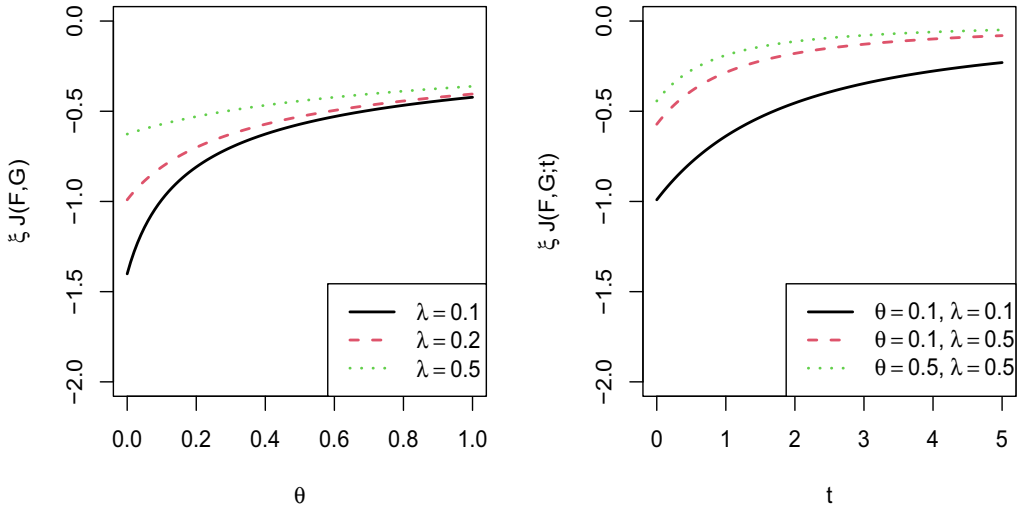 ξ J(F,G)
0.0
−0.5
−1.0
−1.5
−2.0
λ = 0.1
λ = 0.2
λ = 0.5
0.0 0.2 0.4 0.6 0.8 1.0
θ
ξ J(F,G;t)
0.0
−0.5
−1.0
−1.5
−2.0
θ = 0.1, λ = 0.1
θ = 0.1, λ = 0.5
θ = 0.5, λ = 0.5
0 1 2 3 4 5
t